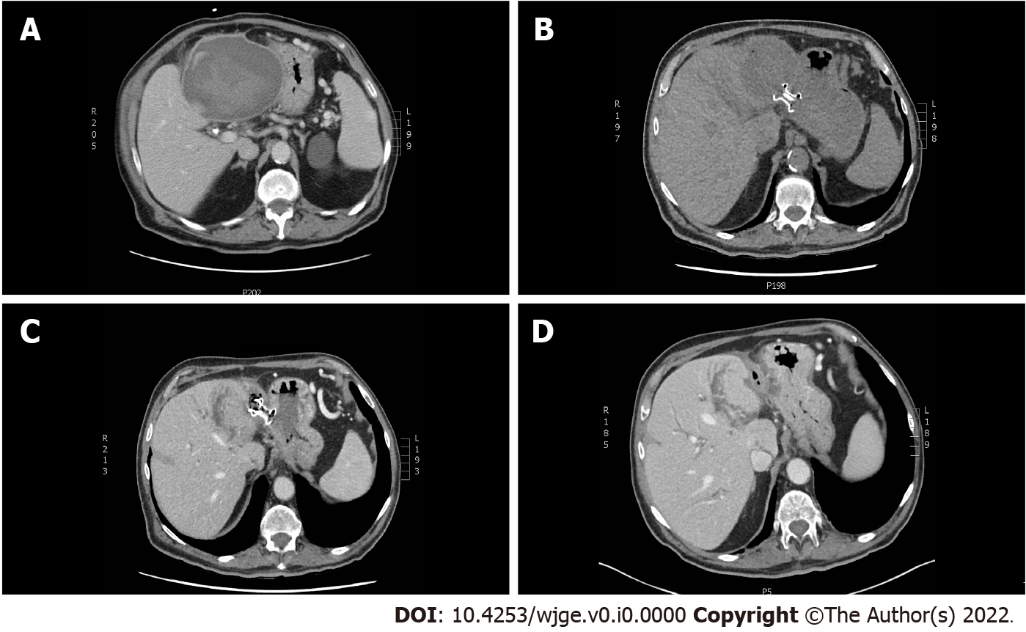 A
R
2
0
5
L
1
9
9
P202
B
R
1
9
7
L
1
9
8
P198
C
R
2
1
3
L
1
9
3
D
R
1
8
5
L
1
8
9
P5
DOI: 10.4253/wjge.v0.i0.0000 Copyright ©The Author(s) 2022.